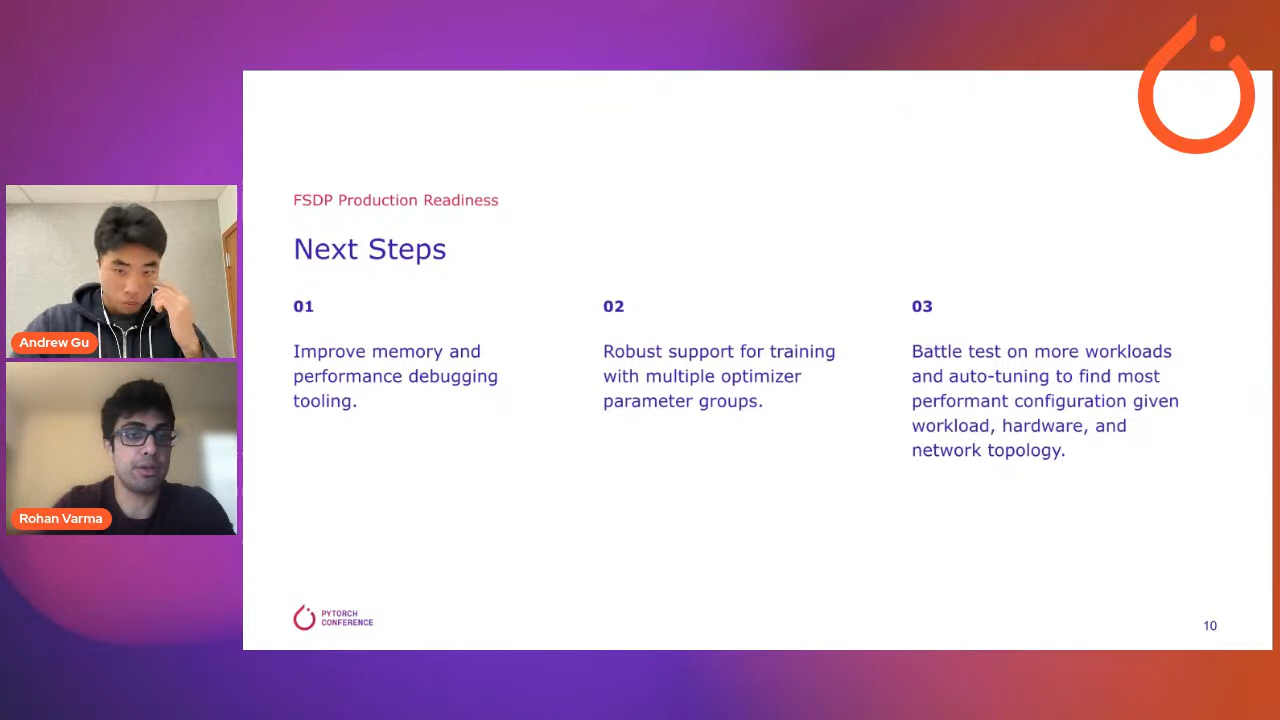 FSDP Production Readiness
Next Steps
01
Improve memory and
performance debugging
tooling.
02
Robust support for training
with multiple optimizer
parameter groups.
03
Battle test on more workloads
and auto-tuning to find most
performant configuration given
workload, hardware, and
network topology.
Andrew Gu
Rohan Varma
PYTORCH
CONFERENCE
10